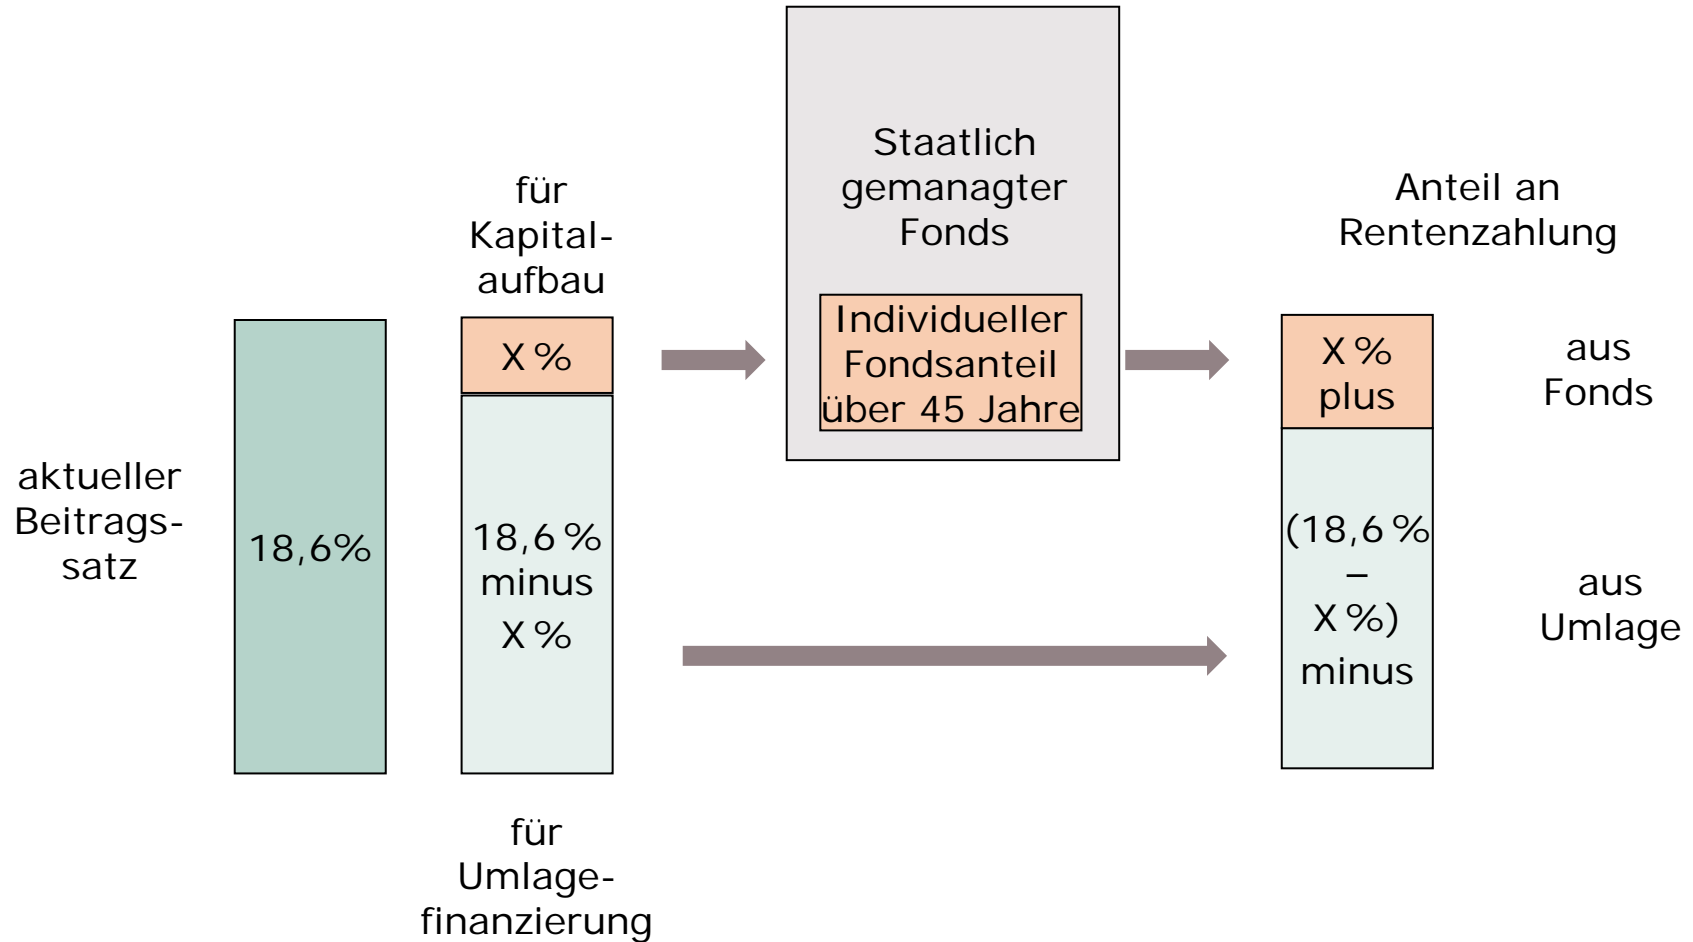 aktueller
Beitrags-
satz
18,6%
für
Kapital-
aufbau
X %
18,6 %
minus
X %
für
Umlage-
finanzierung
Staatlich
gemanagter
Fonds
Individueller
Fondsanteil
über 45 Jahre
Anteil an
Rentenzahlung
X %
plus
(18,6 %
–
X %)
minus
aus
Fonds
aus
Umlage